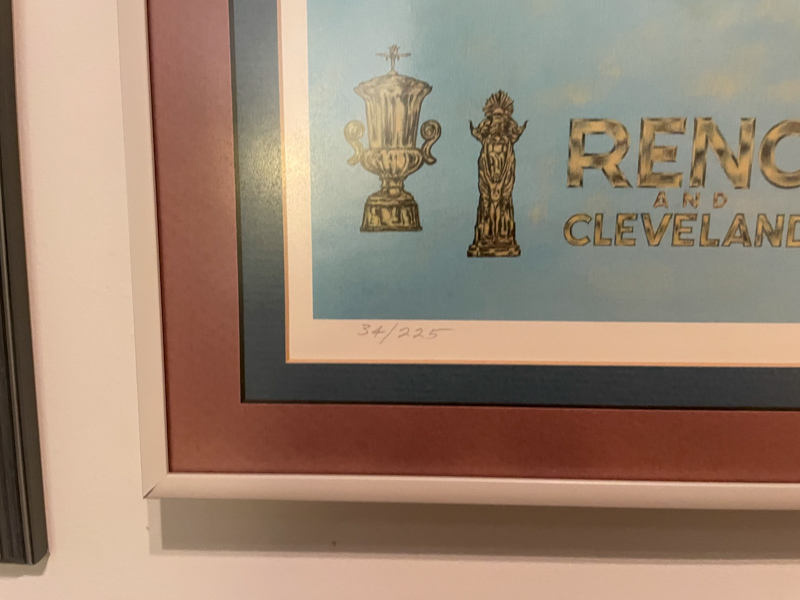 RENO
AND
CLEVELAND
34/225